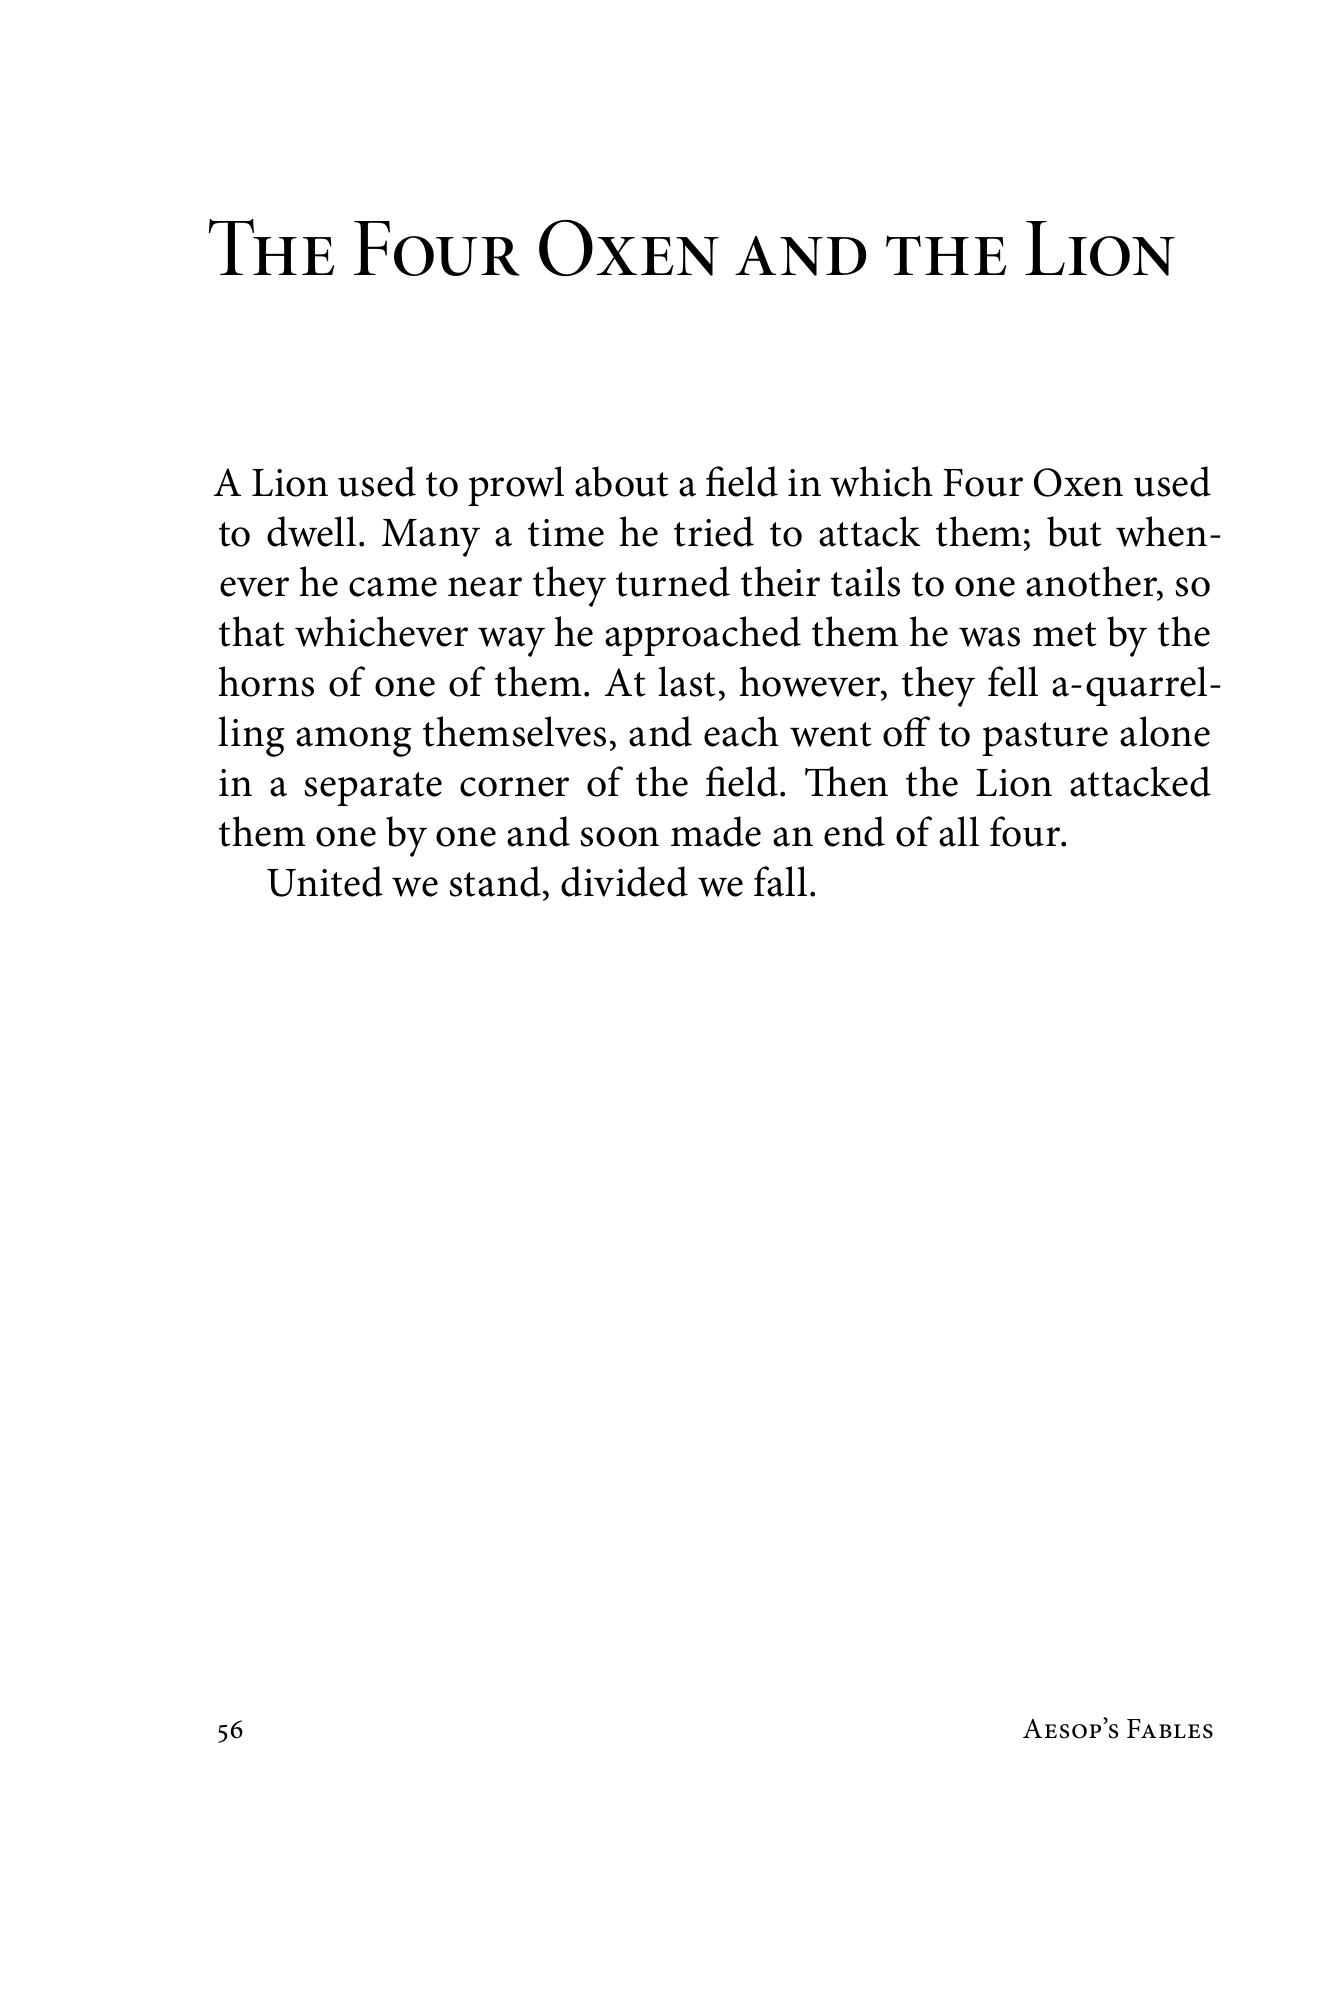 The Four Oxen and the Lion
A Lion used to prowl about a field in which Four Oxen used
to dwell. Many a time he tried to attack them; but when-
ever he came near they turned their tails to one another, so
that whichever way he approached them he was met by the
horns of one of them. At last, however, they fell a-quarrel-
ling among themselves, and each went off to pasture alone
in a separate corner of the field. Then the Lion attacked
them one by one and soon made an end of all four.
United we stand, divided we fall.
56 Aesop’s Fables